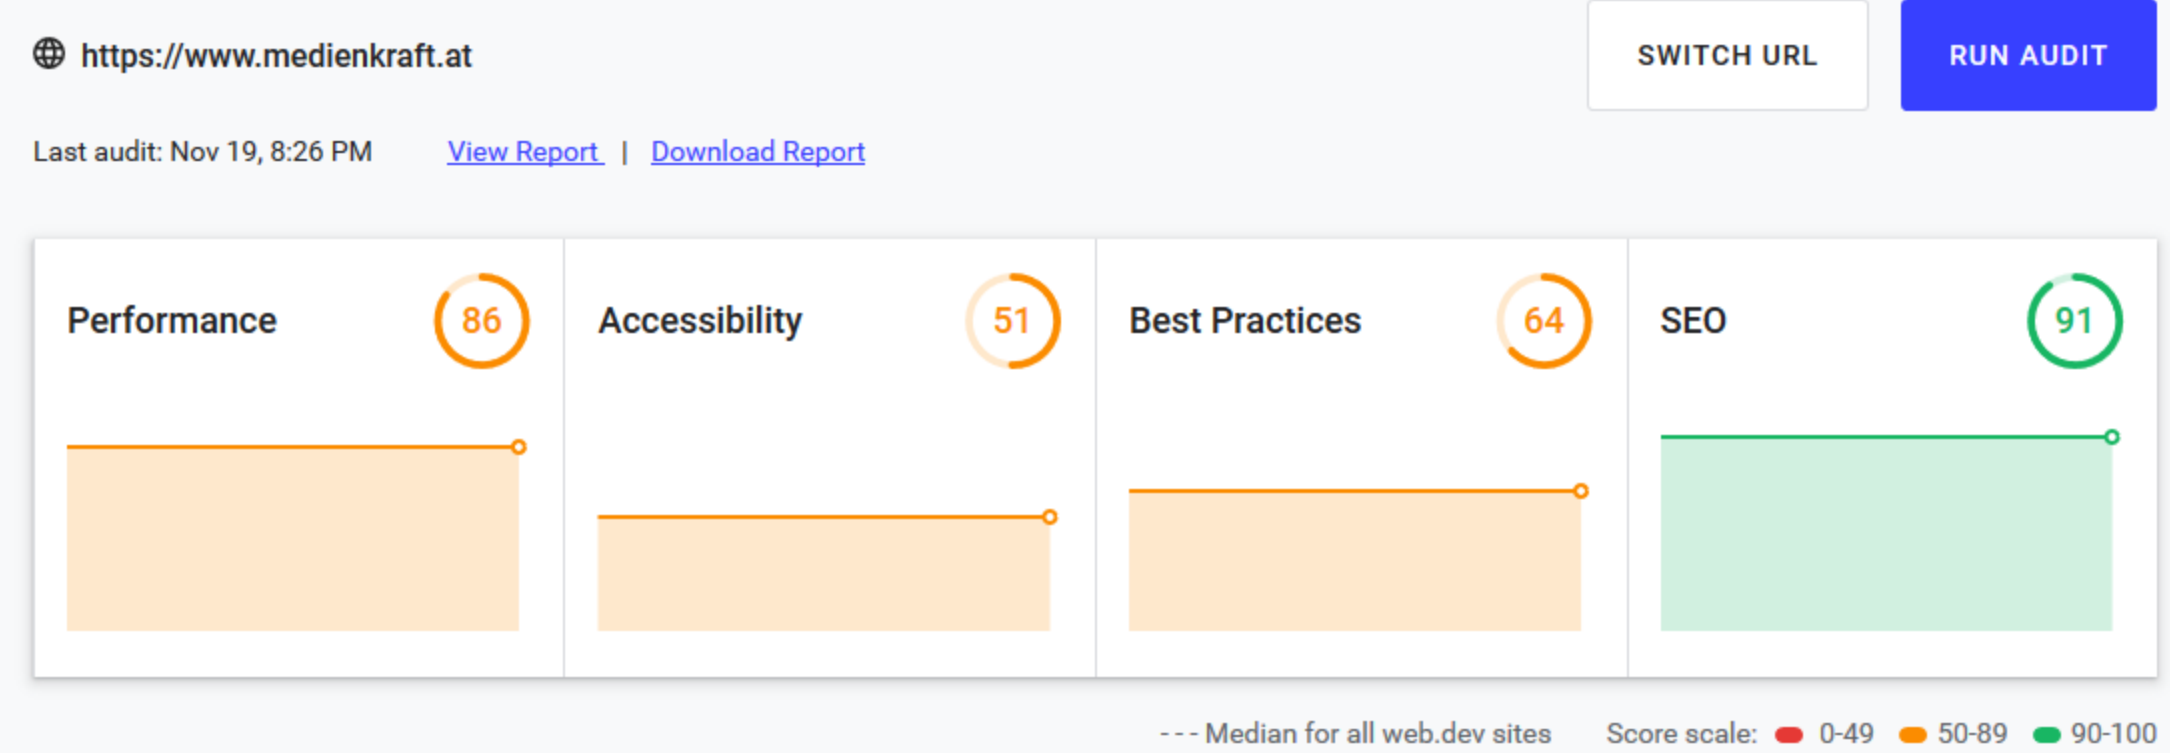 https://www.medienkraft.at
SWITCH URL
RUN AUDIT
Last audit: Nov 19, 8:26 PM View Report | Download Report
Performance 86
Accessibility 51
Best Practices 64
SEO 91
--- Median for all web.dev sites Score scale: 0-49 50-89 90-100